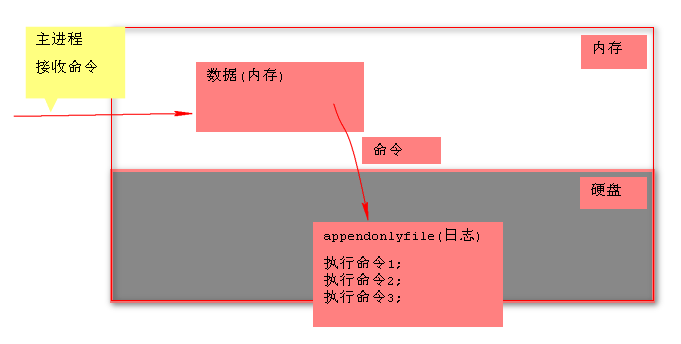 主进程
接收命令
内存
数据(内存)
命令
硬盘
appendonlyfile(日志)
执行命令1;
执行命令2;
执行命令3;